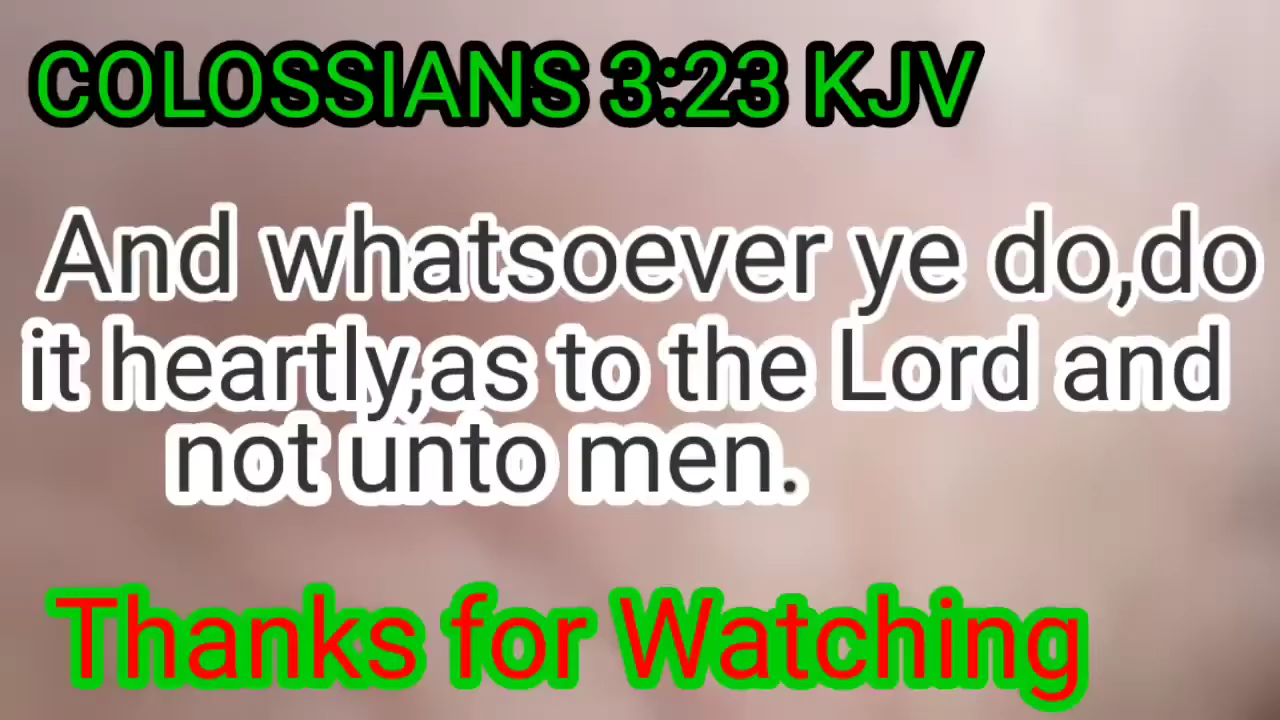 COLOSSIANS 3:23 KJV
And whatsoever ye do,do
it heartly,as to the Lord and
not unto men.
Thanks for Watching